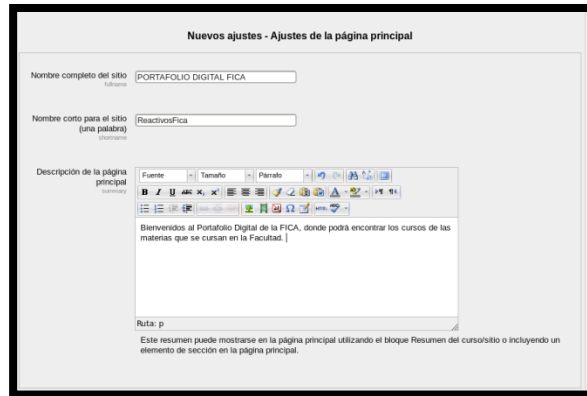 Nuevos ajustes - Ajustes de la página principal
Nombre completo del sitio
fullname
PORTAFOLIO DIGITAL FICA
Nombre corto para el sitio
(una palabra)
shortname
ReactivosFica
Descripción de la página
principal
summary
Fuente Tamaño Párrafo
B I U ABC X₂ X²
HTML
Bienvenidos al Portafolio Digital de la FICA, donde podrá encontrar los cursos de las
materias que se cursan en la Facultad.
Ruta: p
Este resumen puede mostrarse en la página principal utilizando el bloque Resumen del curso/sitio o incluyendo un
elemento de sección en la página principal.